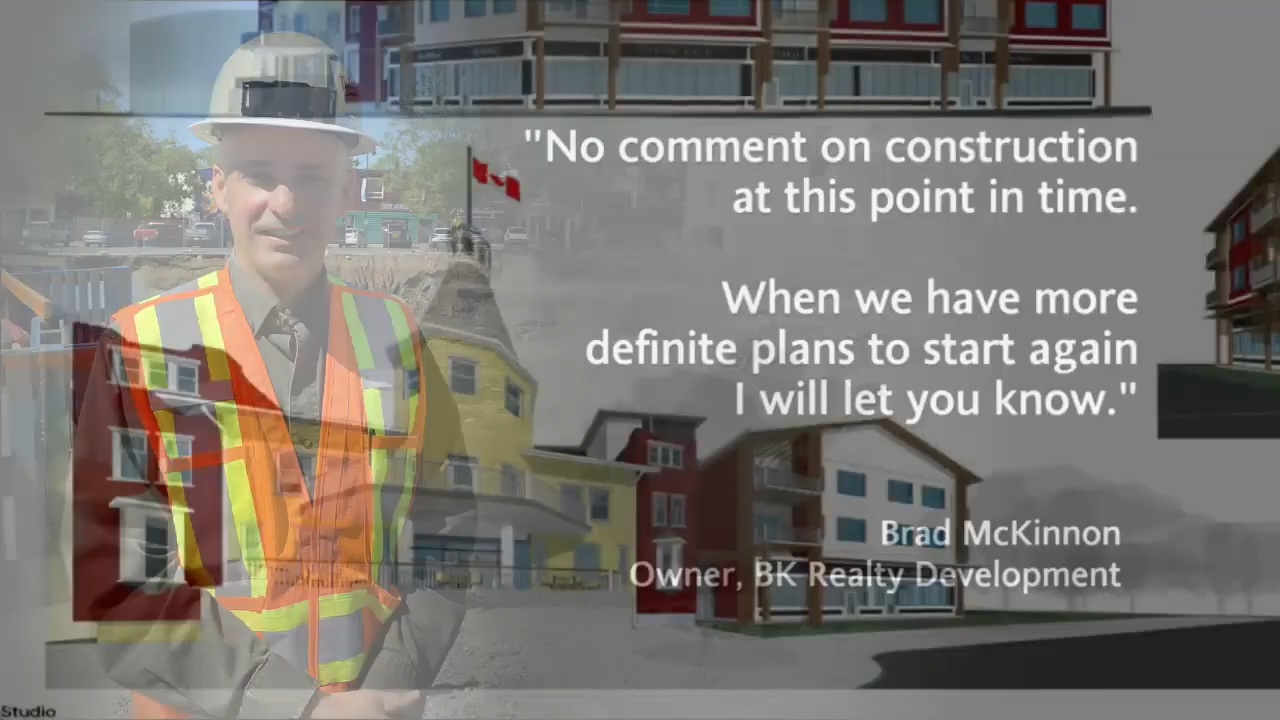 "No comment on construction
at this point in time.
When we have more
definite plans to start again
I will let you know."
Brad McKinnon
Owner, BK Realty Development
Studio